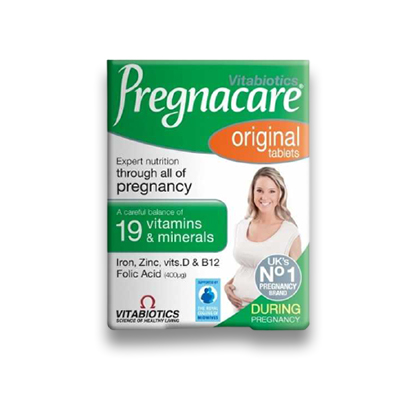 Vitabiotics
Pregnacare®
original
tablets
Expert nutrition
through all of
pregnancy
A careful balance of
19 vitamins
& minerals
Iron, Zinc, vits.D & B12
Folic Acid (400ug)
UK's
Nº1
PREGNANCY
BRAND
VITABIOTICS
SCIENCE OF HEALTHY LIVING
DURING
PREGNANCY